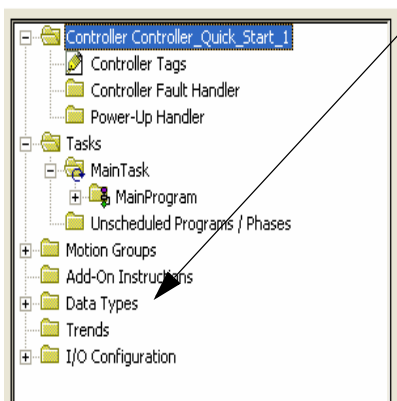 Controller Controller_Quick_Start_1
Controller Tags
Controller Fault Handler
Power-Up Handler
Tasks
MainTask
MainProgram
Unscheduled Programs / Phases
Motion Groups
Add-On Instructions
Data Types
Trends
I/O Configuration